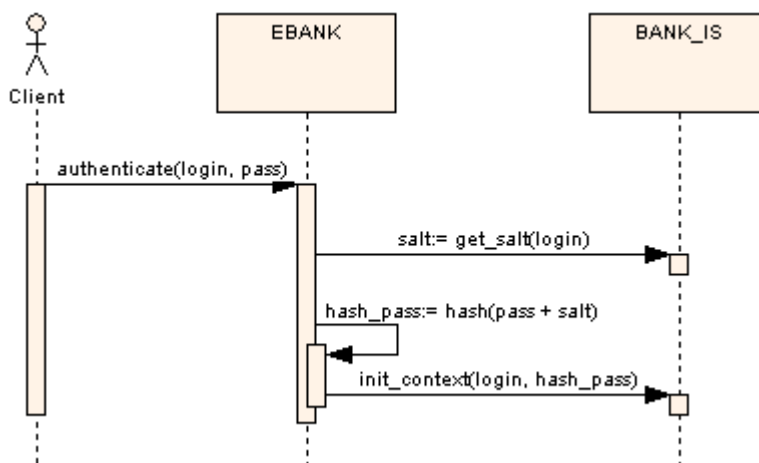 EBANK
BANK_IS
Client
authenticate(login, pass)
salt:= get_salt(login)
hash_pass:= hash(pass + salt)
init_context(login, hash_pass)